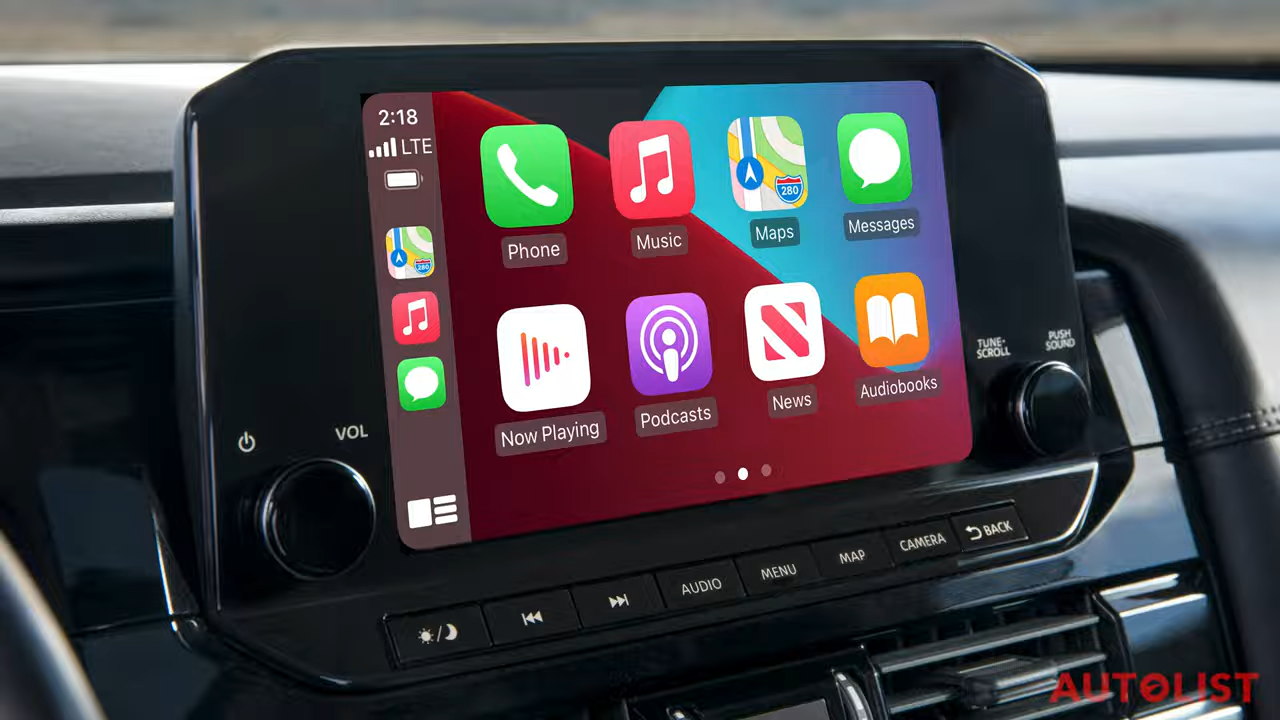 2:18
LTE
280
280
Phone
Music
Maps
Messages
Now Playing
Podcasts
News
Audiobooks
TUNE·
SCROLL
PUSH
SOUND
VOL
AUDIO
MENU
MAP
CAMERA
BACK
AUTOLIST